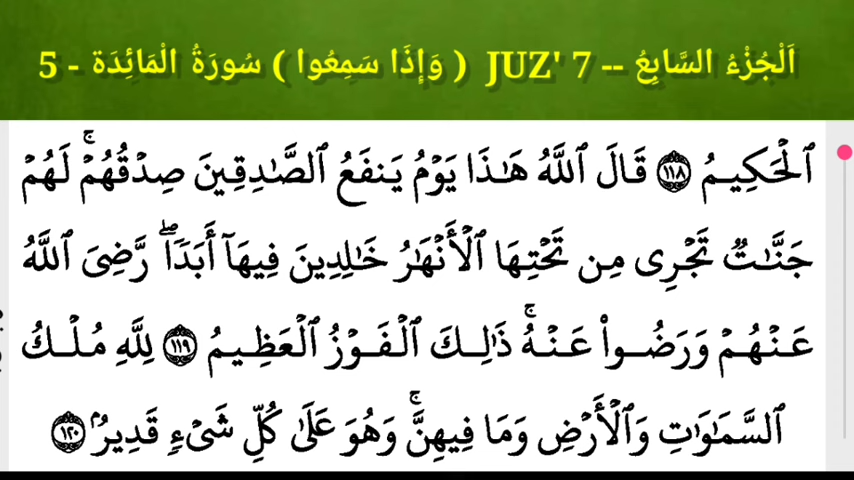 اَلْجُزْءُ السَّابِعُ -- JUZ' 7 ( وَإِذَا سَمِعُوا ) سُورَةُ الْمَائِدَة - 5
ٱلْحَكِيمُ ١١٨ قَالَ ٱللَّهُ هَـٰذَا يَوْمُ يَنفَعُ ٱلصَّـٰدِقِينَ صِدْقُهُمْ ۚ لَهُمْ
جَنَّـٰتٌ تَجْرِى مِن تَحْتِهَا ٱلْأَنْهَـٰرُ خَـٰلِدِينَ فِيهَآ أَبَدًا ۖ رَّضِىَ ٱللَّهُ
عَنْهُمْ وَرَضُوا۟ عَنْهُ ۚ ذَٰلِكَ ٱلْفَوْزُ ٱلْعَظِيمُ ١١٩ لِلَّهِ مُلْكُ
ٱلسَّمَـٰوَٰتِ وَٱلْأَرْضِ وَمَا فِيهِنَّ ۚ وَهُوَ عَلَىٰ كُلِّ شَىْءٍ قَدِيرٌۢ ١٢٠